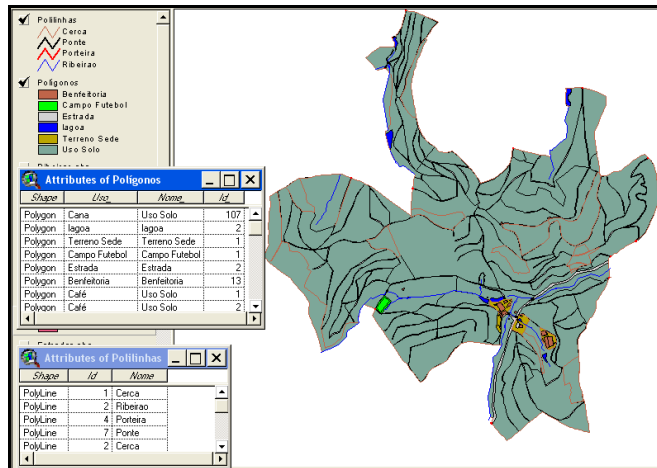 Polilinhas
Cerca
Ponte
Porteira
Ribeirao
Polígonos
Benfeitoria
Campo Futebol
Estrada
lagoa
Terreno Sede
Uso Solo
Attributes of Polígonos
Shape Uso_ Nome_ Id_
Polygon Cana Uso Solo 107
Polygon lagoa lagoa 2
Polygon Terreno Sede Terreno Sede 1
Polygon Campo Futebol Campo Futebol 1
Polygon Estrada Estrada 2
Polygon Benfeitoria Benfeitoria 13
Polygon Café Uso Solo 1
Polygon Café Uso Solo 2
Attributes of Polilinhas
Shape Id Nome
PolyLine 1 Cerca
PolyLine 2 Ribeirao
PolyLine 4 Porteira
PolyLine 7 Ponte
PolyLine 2 Cerca